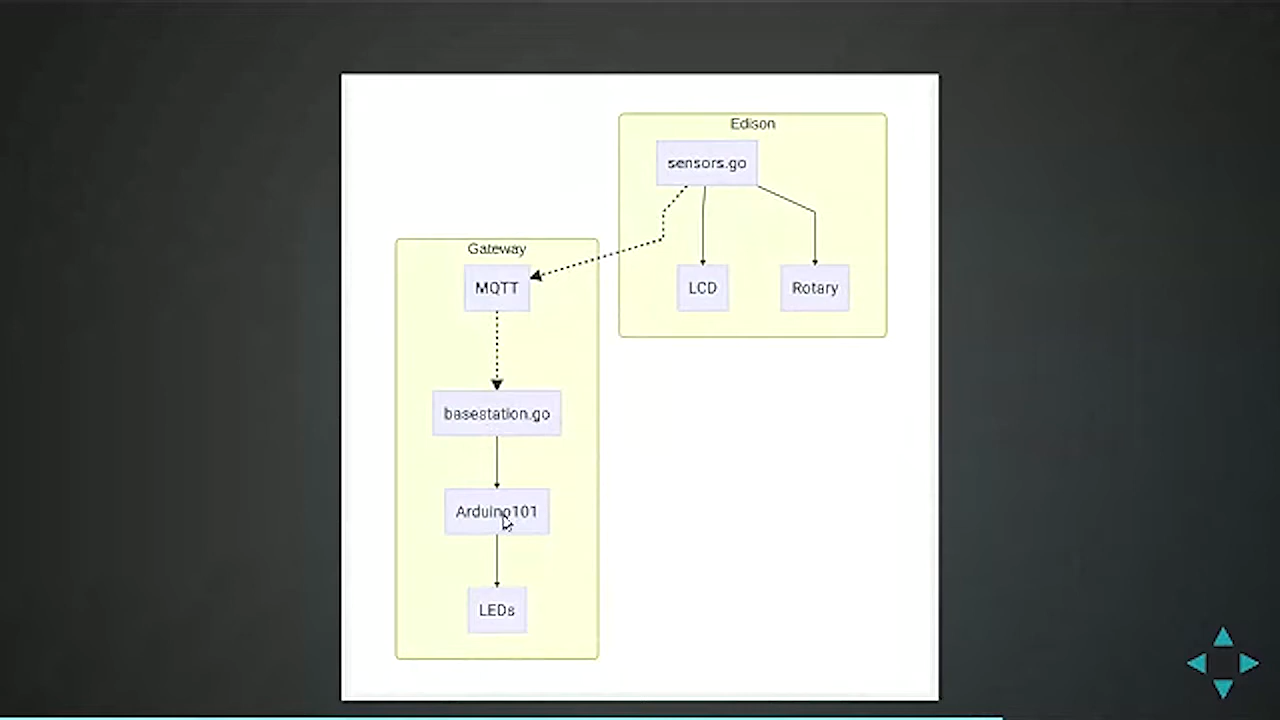 Edison
sensors.go
LCD
Rotary
Gateway
MQTT
basestation.go
Arduino101
LEDs